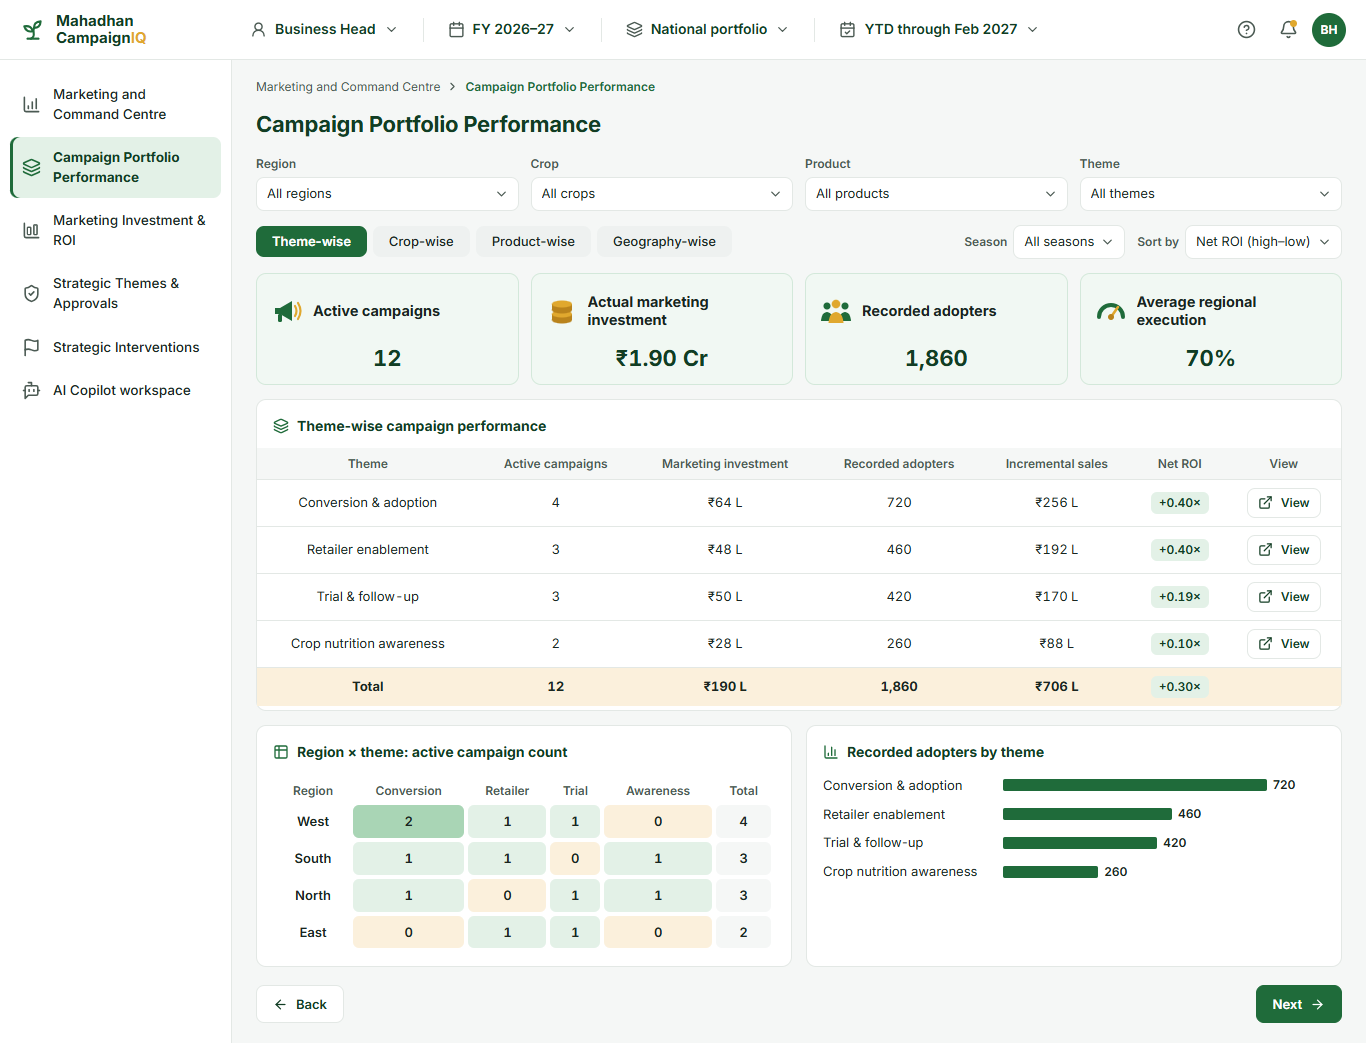 Mahadhan
CampaignIQ
Business Head
FY 2026–27
National portfolio
YTD through Feb 2027
BH
Marketing and
Command Centre
Campaign Portfolio
Performance
Marketing Investment &
ROI
Strategic Themes &
Approvals
Strategic Interventions
AI Copilot workspace
Marketing and Command Centre > Campaign Portfolio Performance
Campaign Portfolio Performance
Region Crop Product Theme
All regions All crops All products All themes
Theme-wise Crop-wise Product-wise Geography-wise Season All seasons Sort by Net ROI (high–low)
Active campaigns
12
Actual marketing
investment
₹1.90 Cr
Recorded adopters
1,860
Average regional
execution
70%
Theme-wise campaign performance
Theme Active campaigns Marketing investment Recorded adopters Incremental sales Net ROI View
Conversion & adoption 4 ₹64 L 720 ₹256 L +0.40× View
Retailer enablement 3 ₹48 L 460 ₹192 L +0.40× View
Trial & follow-up 3 ₹50 L 420 ₹170 L +0.19× View
Crop nutrition awareness 2 ₹28 L 260 ₹88 L +0.10× View
Total 12 ₹190 L 1,860 ₹706 L +0.30×
Region × theme: active campaign count
Region Conversion Retailer Trial Awareness Total
West 2 1 1 0 4
South 1 1 0 1 3
North 1 0 1 1 3
East 0 1 1 0 2
Recorded adopters by theme
Conversion & adoption 720
Retailer enablement 460
Trial & follow-up 420
Crop nutrition awareness 260
Back
Next